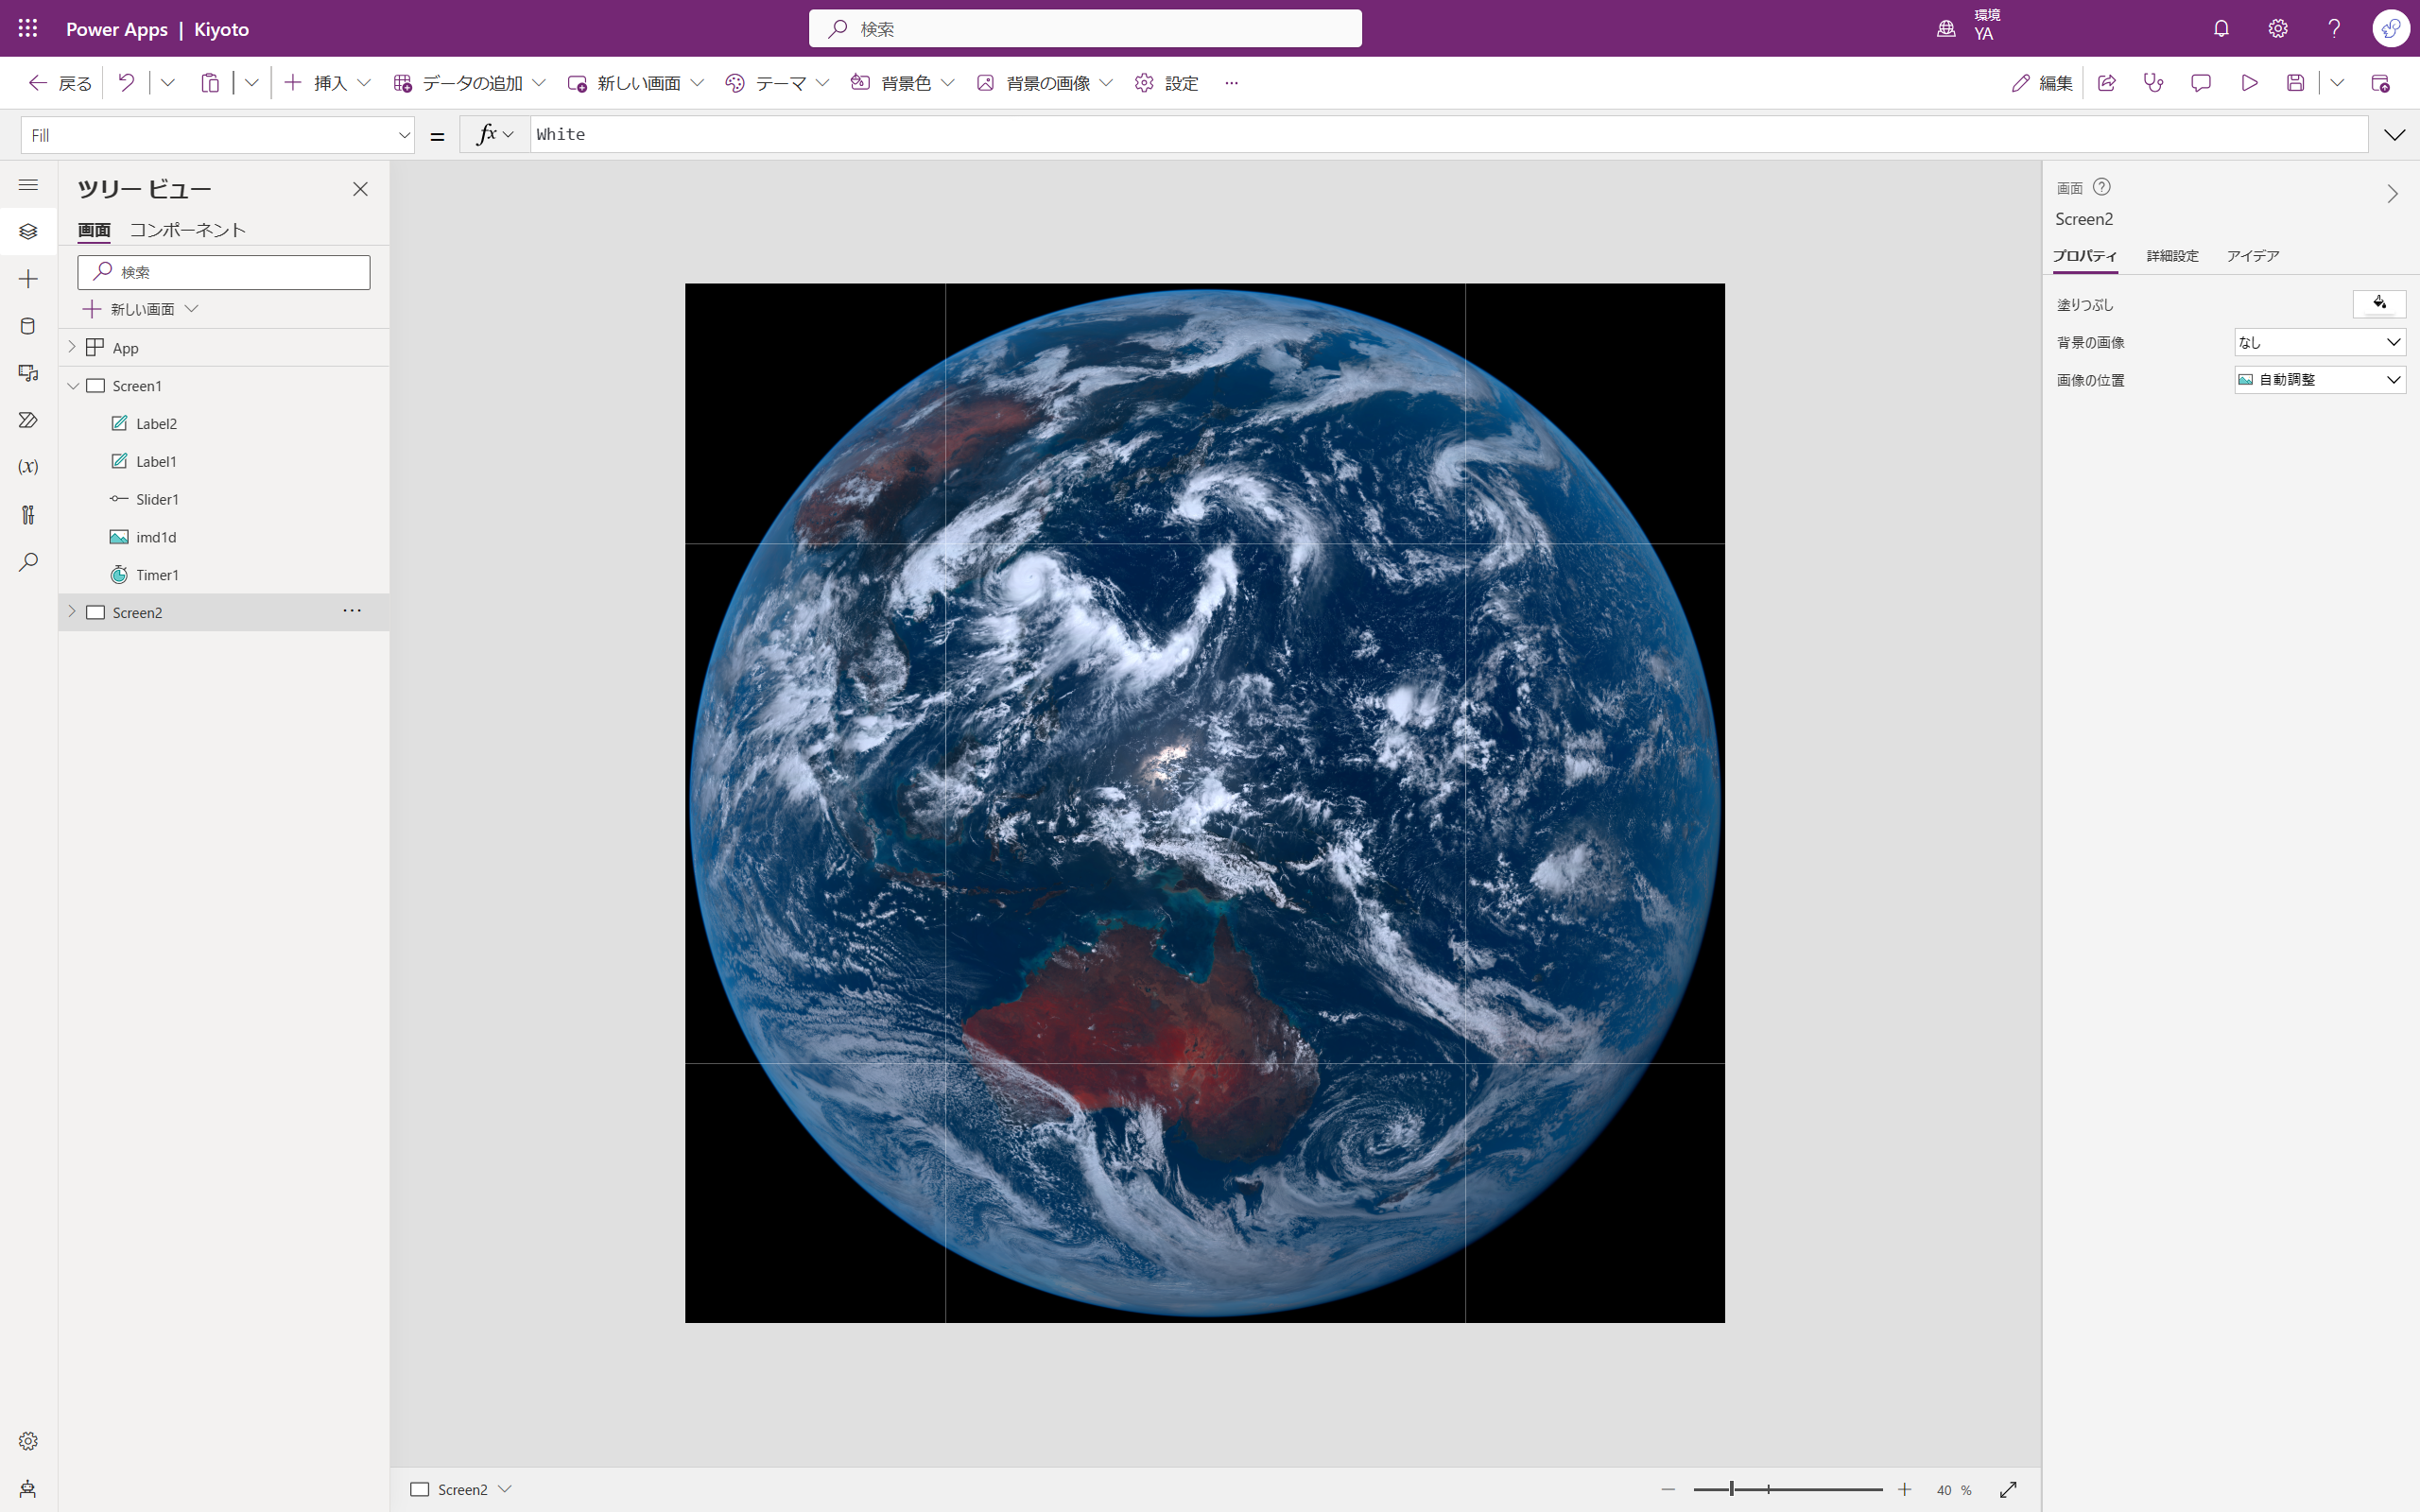 Power Apps | Kiyoto
検索
環境
YA
戻る
挿入
データの追加
新しい画面
テーマ
背景色
背景の画像
設定
編集
Fill
=
fx
White
ツリー ビュー
画面
コンポーネント
検索
新しい画面
App
Screen1
Label2
Label1
Slider1
imd1d
Timer1
Screen2
画面
Screen2
プロパティ
詳細設定
アイデア
塗りつぶし
背景の画像
なし
画像の位置
自動調整
Screen2
40 %